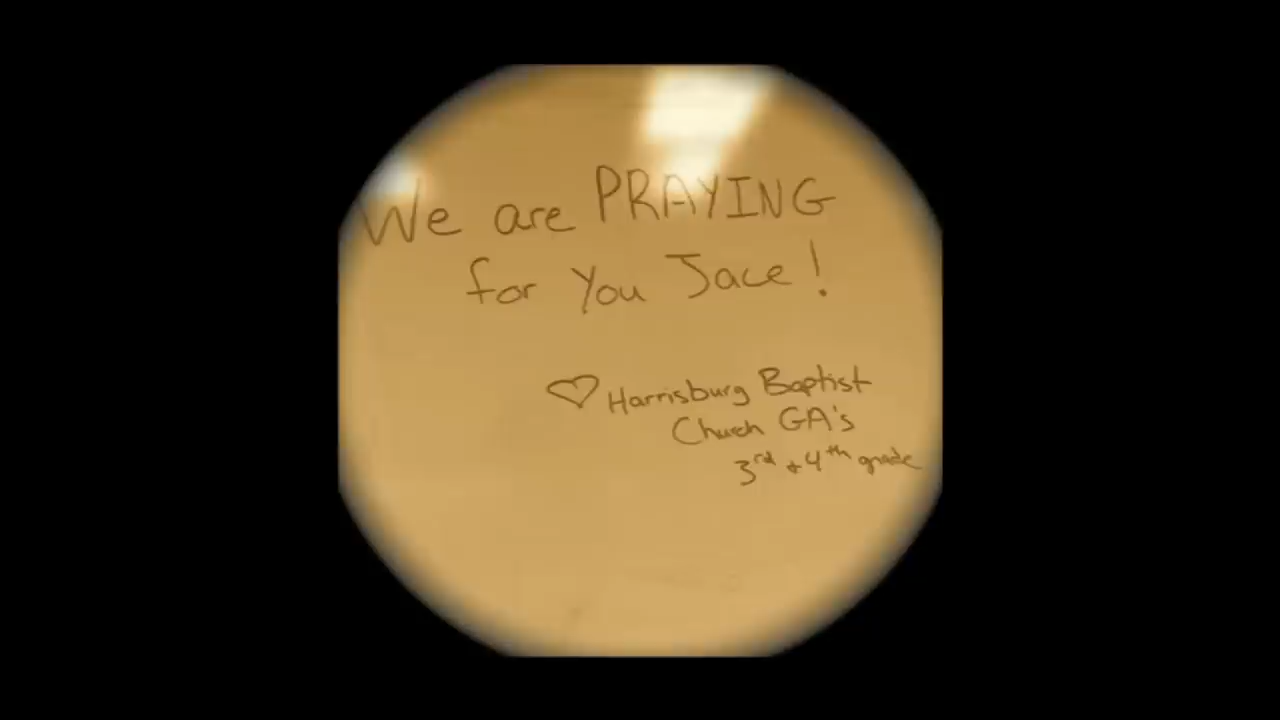 We are PRAYING
for You Jace!
♡ Harrisburg Baptist
Church GA's
3rd + 4th grade